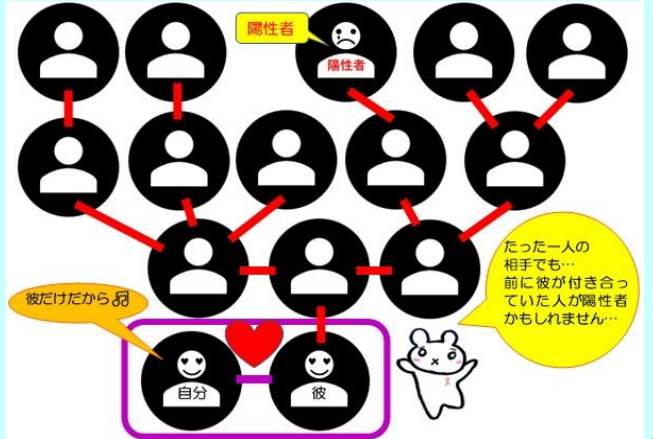 陽性者
陽性者
たった一人の
相手でも…
前に彼が付き合っ
ていた人が陽性者
かもしれません…
彼だけだから♬
自分
彼